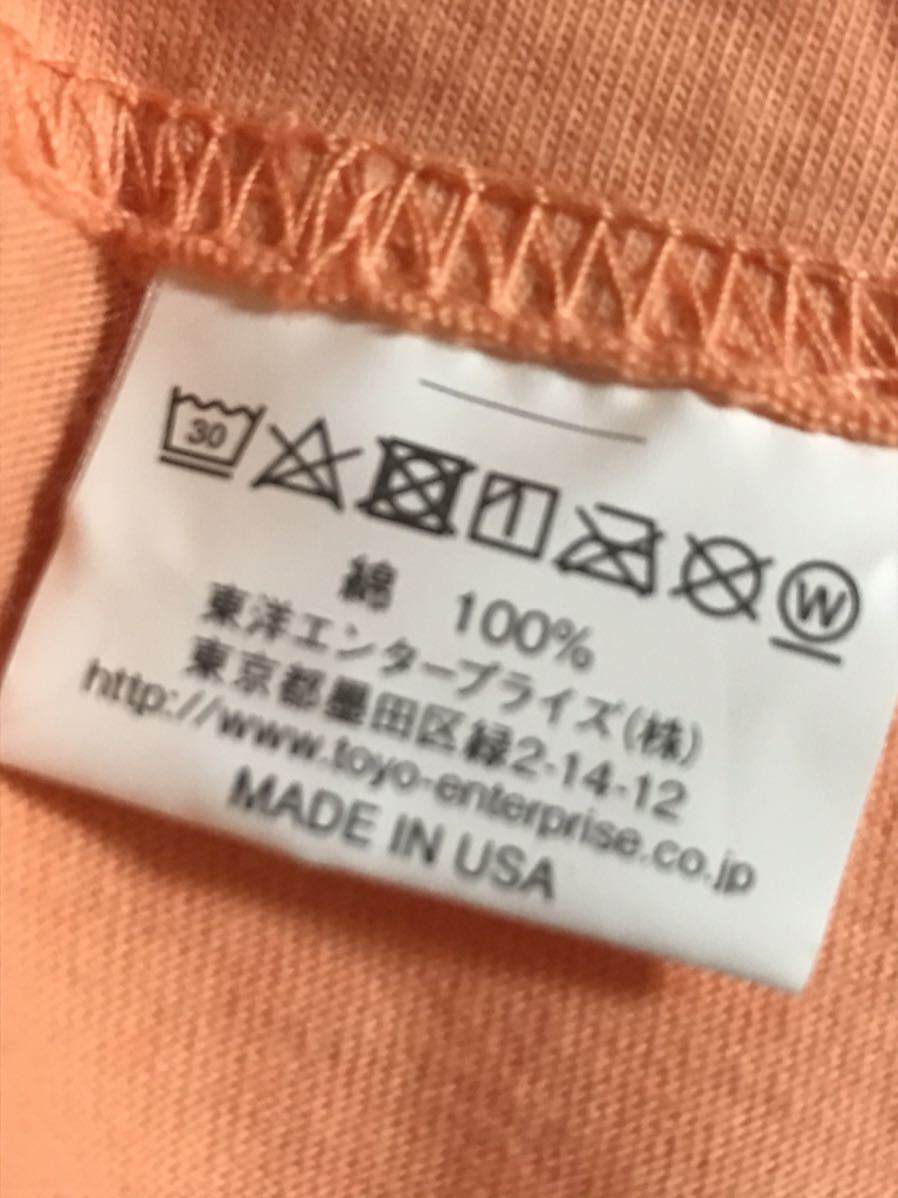 30
W
綿 100%
東洋エンタープライズ(株)
東京都墨田区緑2-14-12
http://www.toyo-enterprise.co.jp
MADE IN USA